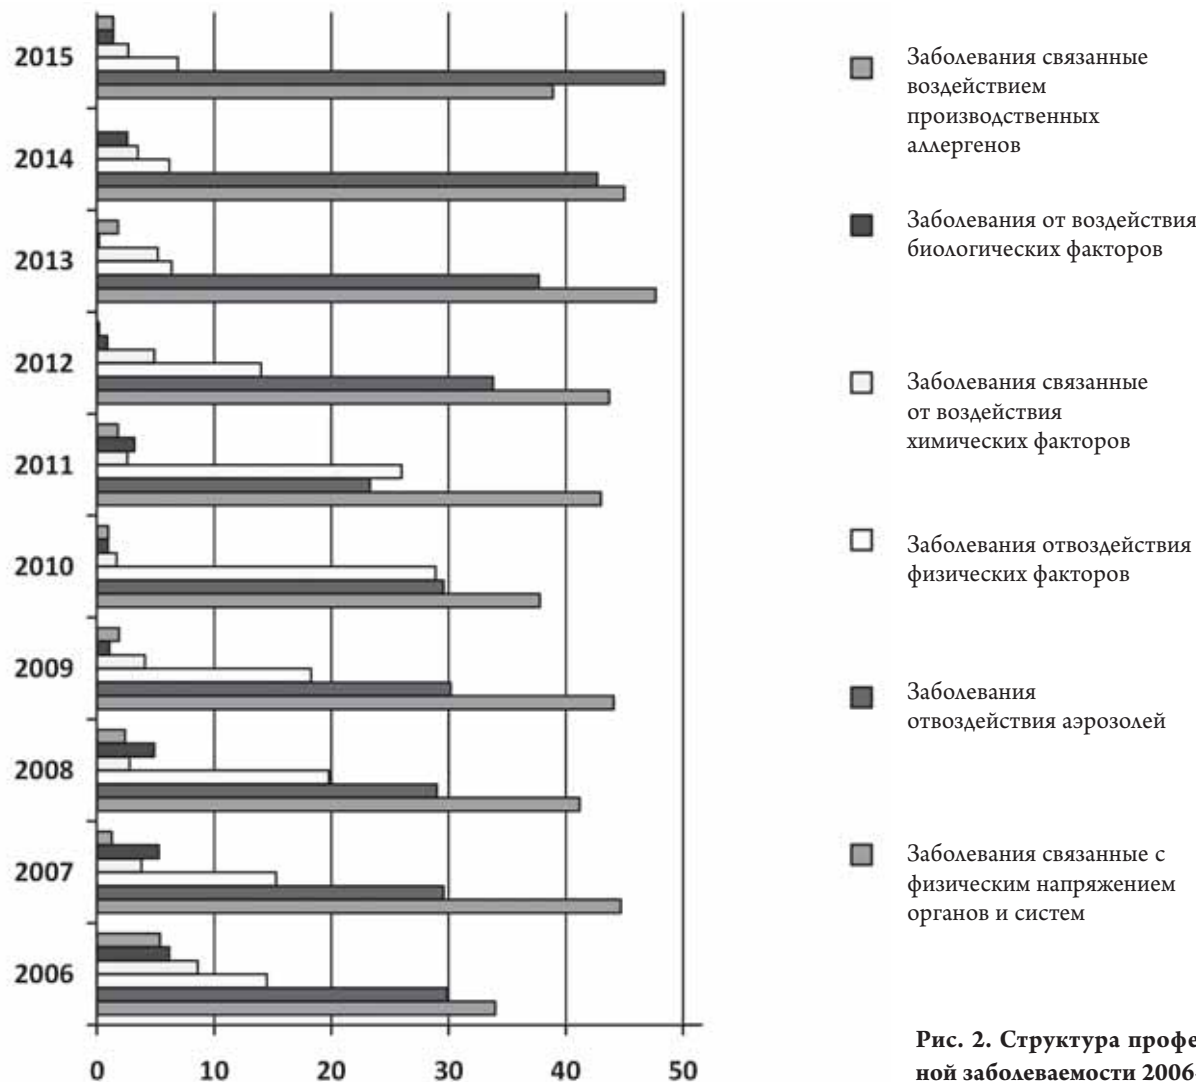 2015
2014
2013
2012
2011
2010
2009
2008
2007
2006
0 10 20 30 40 50
Заболевания связанные
воздействием
производственных
аллергенов
Заболевания от воздействия
биологических факторов
Заболевания связанные
от воздействия
химических факторов
Заболевания отвоздействия
физических факторов
Заболевания
отвоздействия аэрозолей
Заболевания связанные с
физическим напряжением
органов и систем
Рис. 2. Структура профе
ной заболеваемости 2006